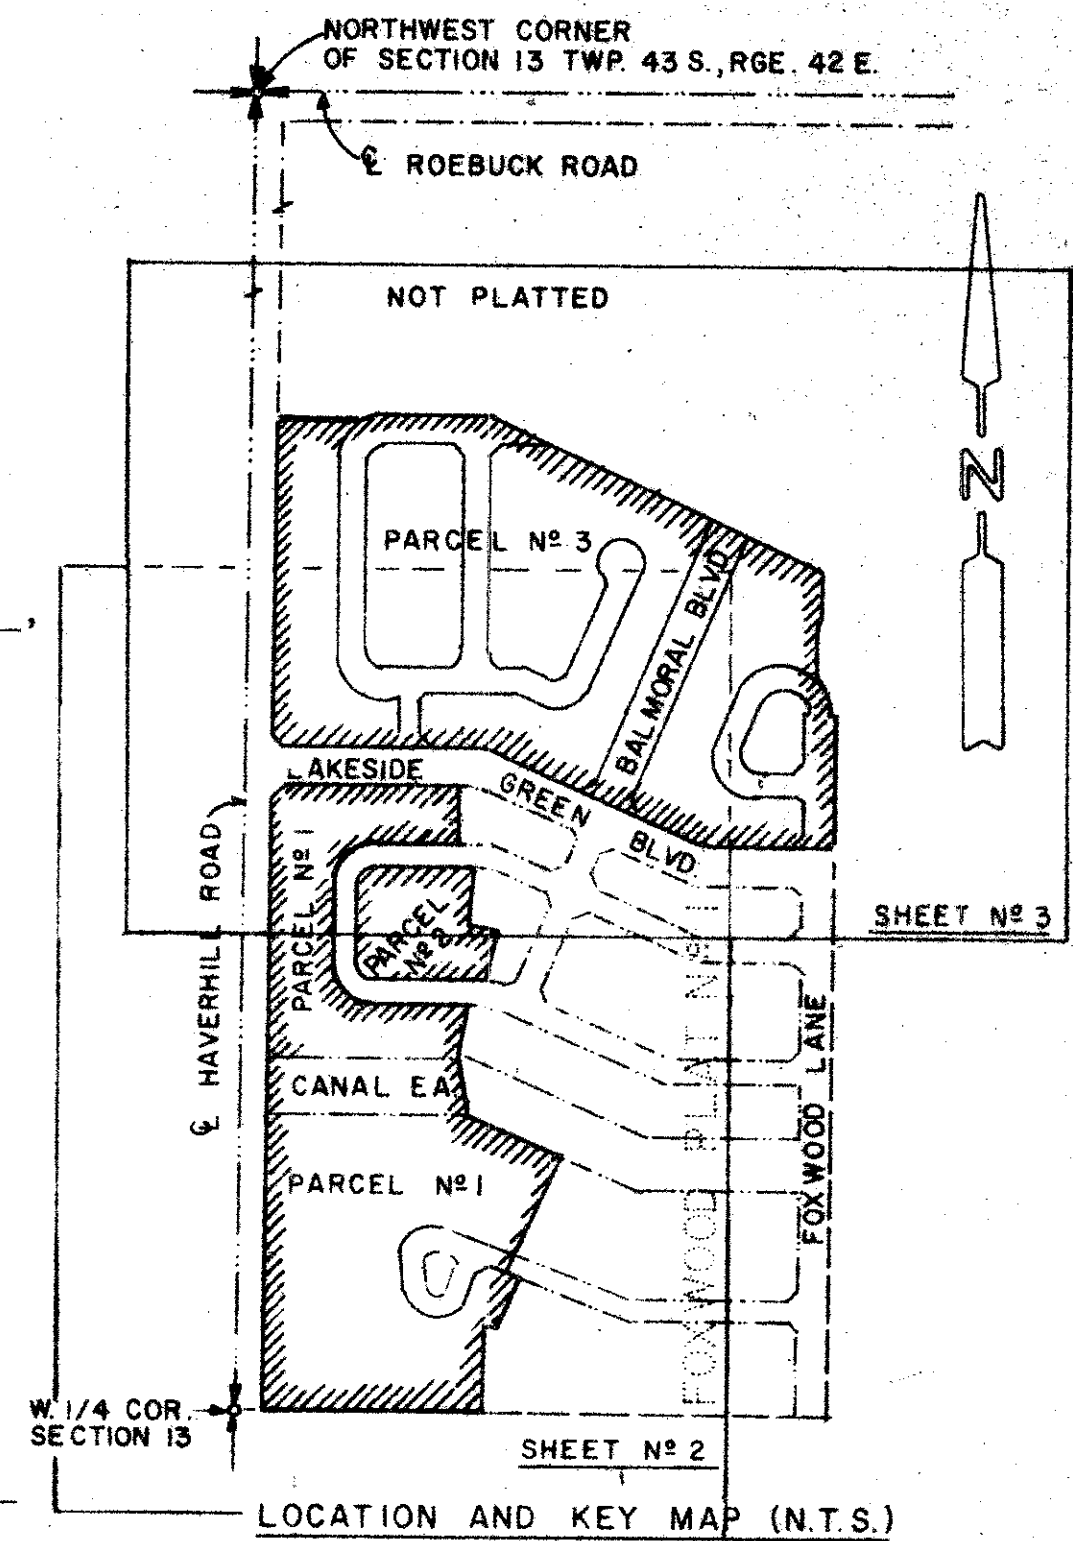 NORTHWEST CORNER
OF SECTION 13 TWP. 43 S., RGE. 42 E.
℄ ROEBUCK ROAD
NOT PLATTED
N
PARCEL Nº 3
BALMORAL BLVD
LAKESIDE GREEN BLVD
℄ HAVERHILL ROAD
PARCEL Nº 1
PARCEL
Nº 2
SHEET Nº 3
FOXWOOD LANE
CANAL EA
PARCEL Nº 1
FOXWOOD PLAT Nº II
W. 1/4 COR.
SECTION 13
SHEET Nº 2
LOCATION AND KEY MAP (N.T.S.)